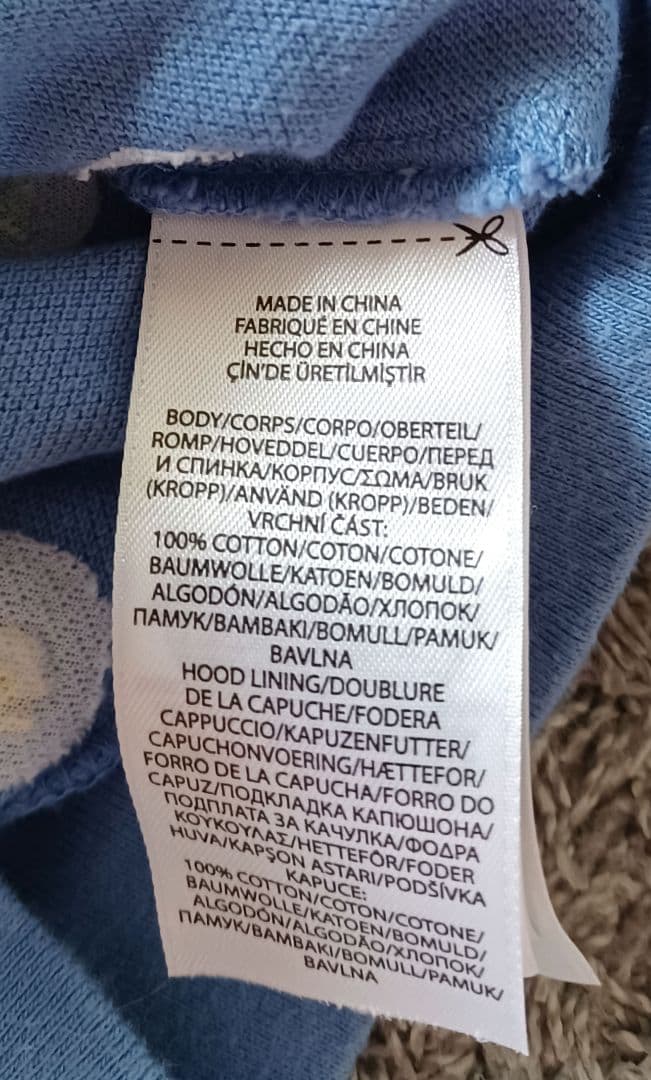 MADE IN CHINA
FABRIQUÉ EN CHINE
HECHO EN CHINA
ÇİN'DE ÜRETİLMİŞTİR
BODY/CORPS/CORPO/OBERTEIL/
ROMP/HOVEDDEL/CUERPO/ПЕРЕД
И СПИНКА/КОРПУС/ΣΩΜΑ/BRUK
(KROPP)/ANVÄND (KROPP)/BEDEN/
VRCHNÍ ČÁST:
100% COTTON/COTON/COTONE/
BAUMWOLLE/KATOEN/BOMULD/
ALGODÓN/ALGODÃO/ХЛОПОК/
ПАМУК/ΒΑΜΒΑΚΙ/BOMULL/PAMUK/
BAVLNA
HOOD LINING/DOUBLURE
DE LA CAPUCHE/FODERA
CAPPUCCIO/KAPUZENFUTTER/
CAPUCHONVOERING/HÆTTEFOR/
FORRO DE LA CAPUCHA/FORRO DO
CAPUZ/ПОДКЛАДКА КАПЮШОНА/
ПОДПЛАТА ЗА КАЧУЛКА/ΦΟΔΡΑ
ΚΟΥΚΟΥΛΑΣ/HETTEFÔR/FODER
HUVA/KAPŞON ASTARI/PODŠÍVKA
KAPUCE:
100% COTTON/COTON/COTONE/
BAUMWOLLE/KATOEN/BOMULD/
ALGODÓN/ALGODÃO/ХЛОПОК/
ПАМУК/ΒΑΜΒΑΚΙ/BOMULL/PAMUK/
BAVLNA